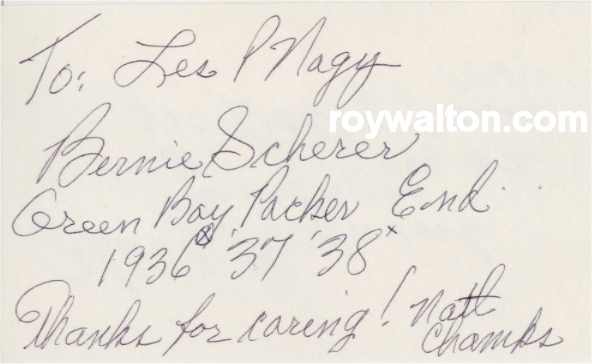 To: Les P Nagy
roywalton.com
Bernie Scherer
Green Bay Packer End
1936 '37 '38 x
Thanks for caring! Natl
Champs